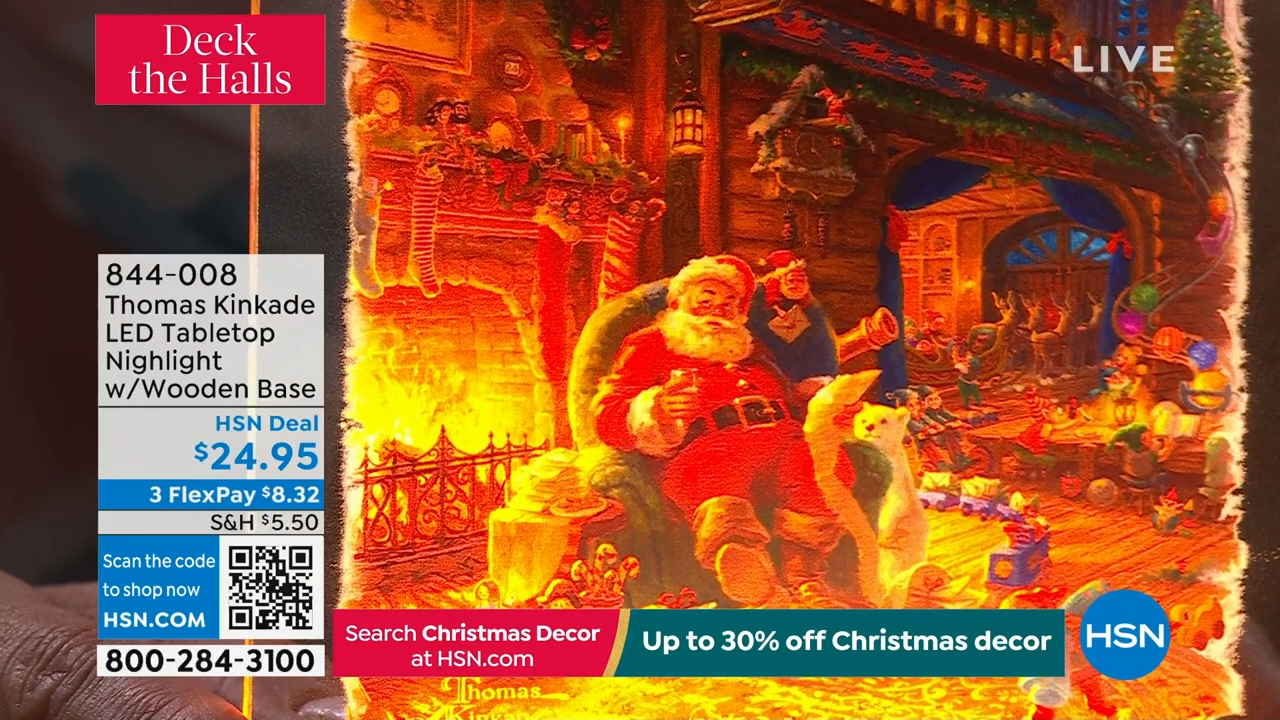 Deck
the Halls
LIVE
844-008
Thomas Kinkade
LED Tabletop
Nighlight
w/Wooden Base
HSN Deal
$24.95
3 FlexPay $8.32
S&H $5.50
Scan the code
to shop now
HSN.COM
800-284-3100
Search Christmas Decor
at HSN.com
Up to 30% off Christmas decor
HSN
Thomas